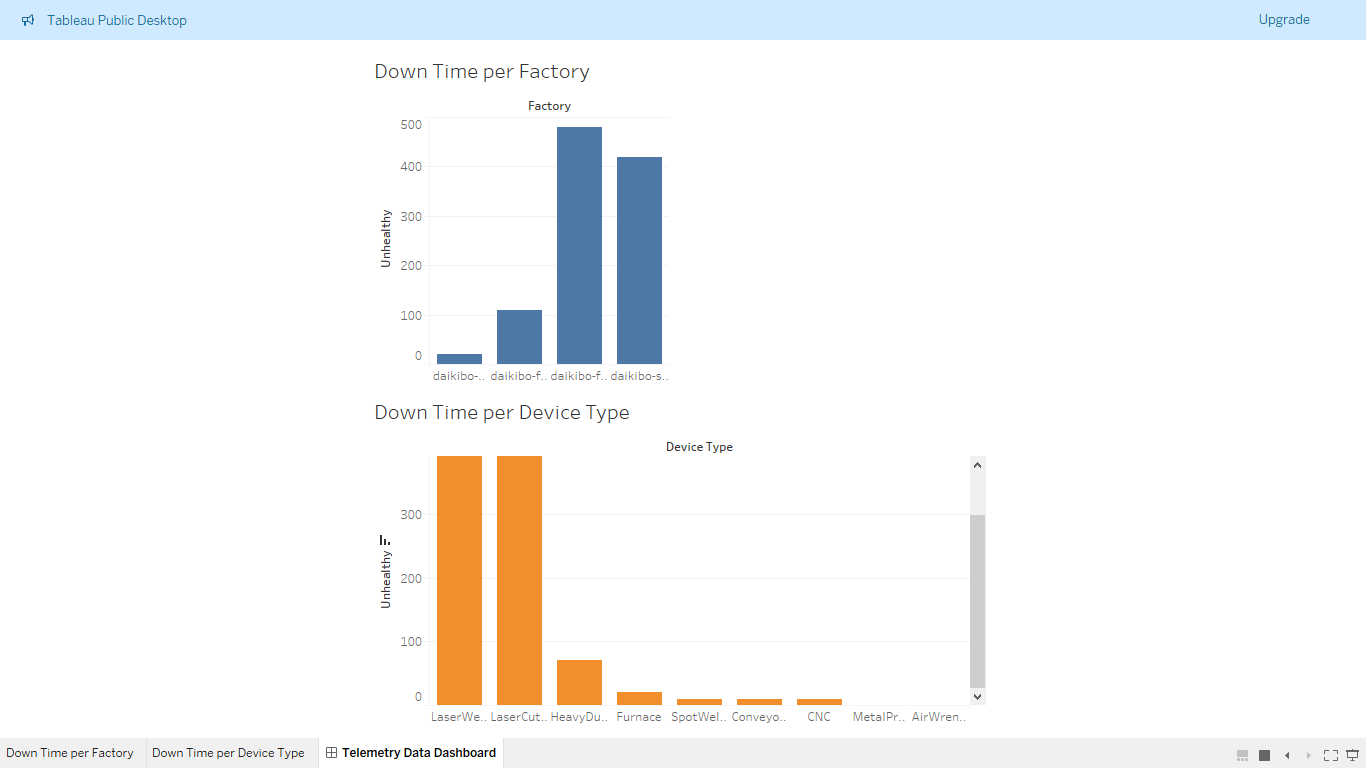 Tableau Public Desktop
Upgrade
Down Time per Factory
Factory
500
400
300
200
100
0
Unhealthy
daikibo-.. daikibo-f.. daikibo-f.. daikibo-s..
Down Time per Device Type
Device Type
300
200
100
0
Unhealthy
LaserWe.. LaserCut.. HeavyDu.. Furnace SpotWel.. Conveyo.. CNC MetalPr.. AirWren..
Down Time per Factory Down Time per Device Type Telemetry Data Dashboard